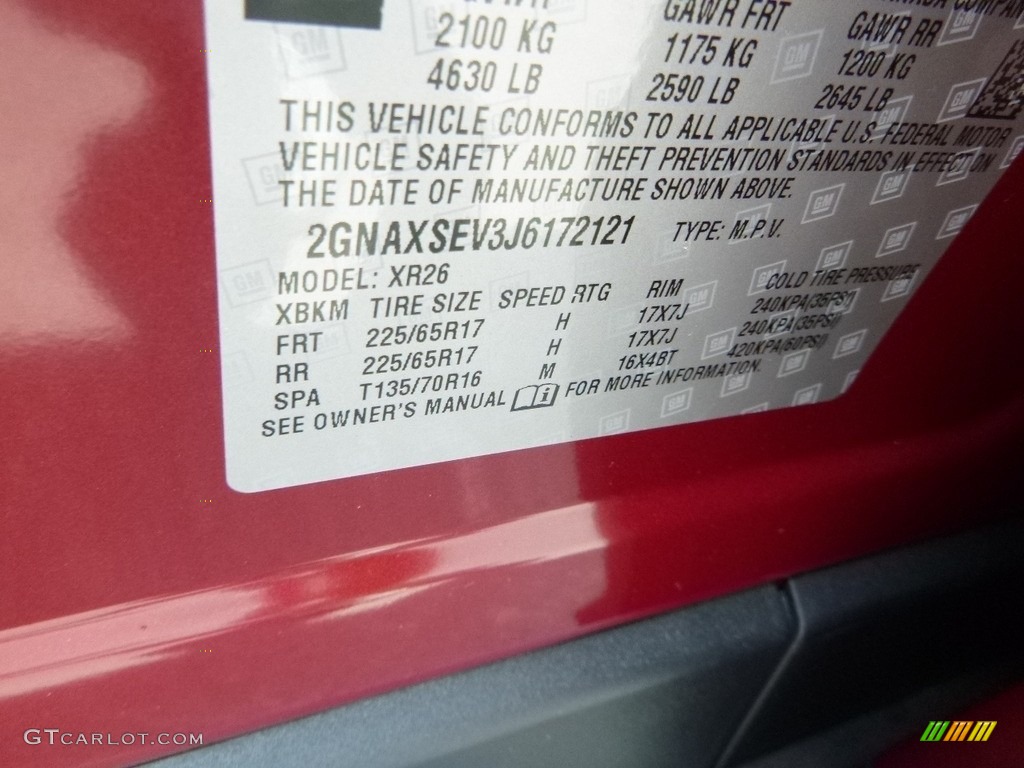 GAWR FRT GAWR RR
2100 KG 1175 KG 1200 KG
4630 LB 2590 LB 2645 LB
THIS VEHICLE CONFORMS TO ALL APPLICABLE U.S. FEDERAL MOTOR
VEHICLE SAFETY AND THEFT PREVENTION STANDARDS IN EFFECT ON
THE DATE OF MANUFACTURE SHOWN ABOVE.
2GNAXSEV3J6172121 TYPE: M.P.V.
MODEL: XR26
XBKM TIRE SIZE SPEED RTG RIM COLD TIRE PRESSURE
FRT 225/65R17 H 17X7J 240KPA(35PSI)
RR 225/65R17 H 17X7J 240KPA(35PSI)
SPA T135/70R16 M 16X4BT 420KPA(60PSI)
SEE OWNER'S MANUAL FOR MORE INFORMATION.
GTCARLOT.COM